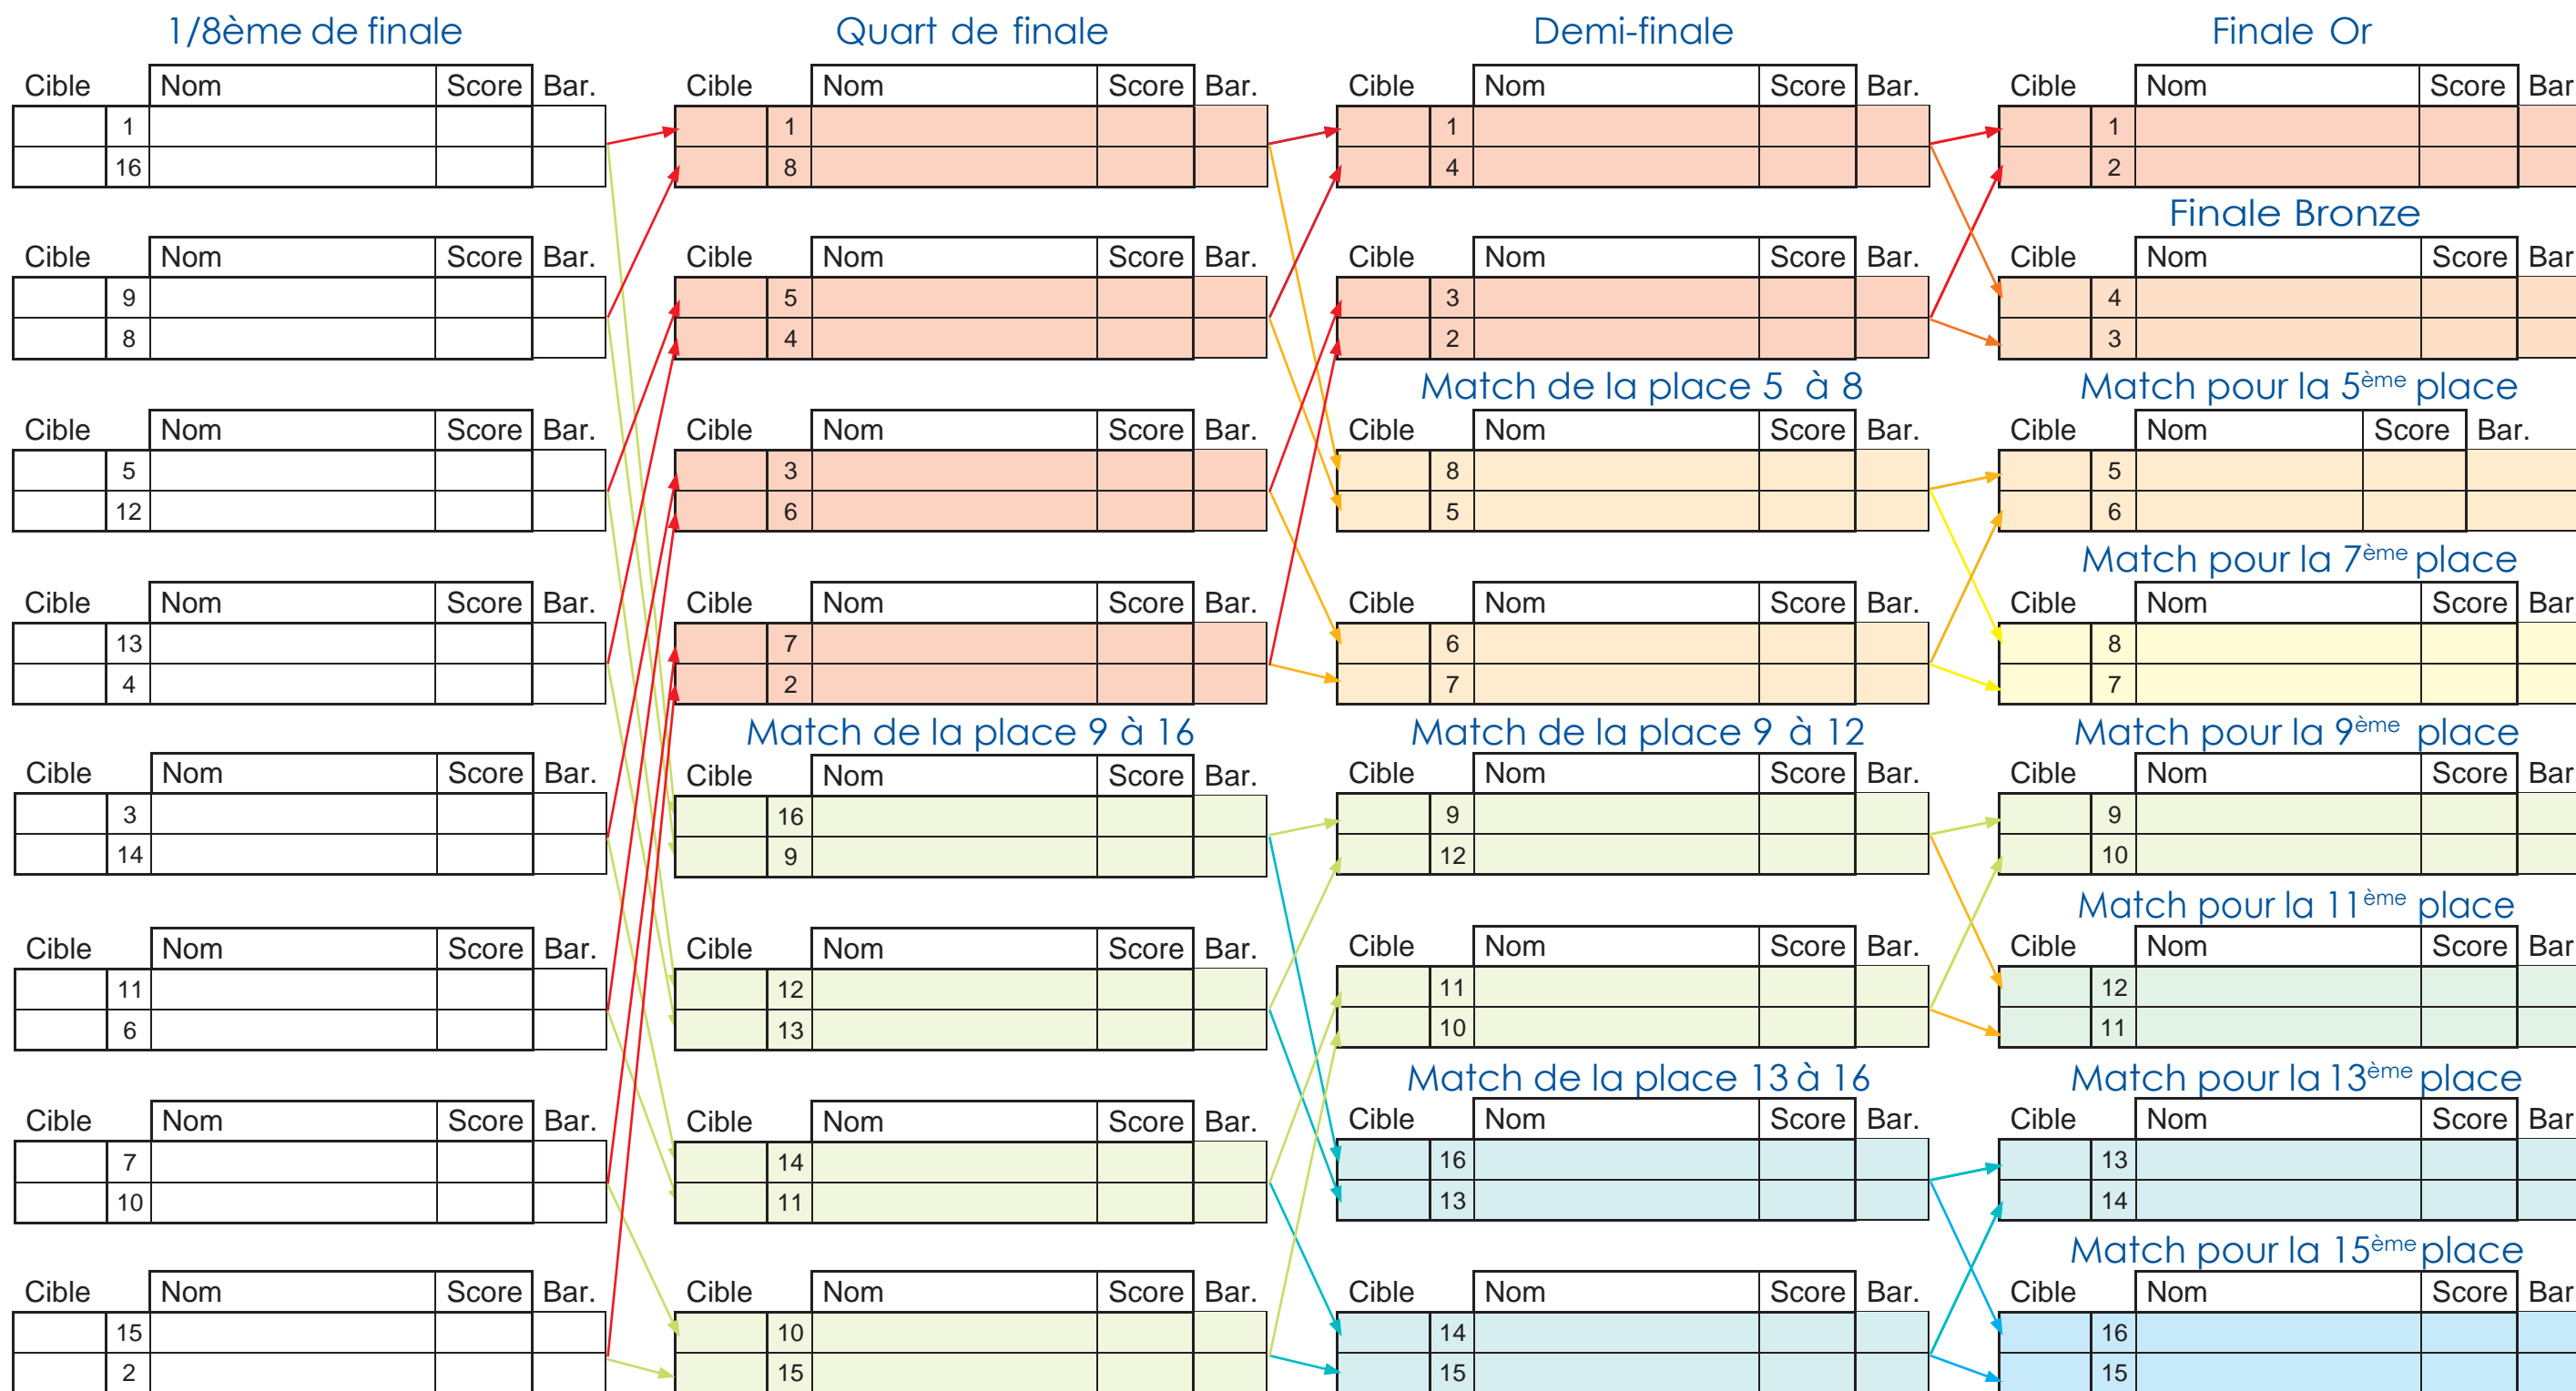 1/8ème de finale Quart de finale Demi-finale Finale Or
Cible Nom Score Bar. Cible Nom Score Bar. Cible Nom Score Bar. Cible Nom Score Bar
1 1 1 1
16 8 4 2
Finale Bronze
Cible Nom Score Bar. Cible Nom Score Bar. Cible Nom Score Bar. Cible Nom Score Bar
9 5 3 4
8 4 2 3
Match de la place 5 à 8 Match pour la 5ème place
Cible Nom Score Bar. Cible Nom Score Bar. Cible Nom Score Bar. Cible Nom Score Bar.
5 3 8 5
12 6 5 6
Match pour la 7ème place
Cible Nom Score Bar. Cible Nom Score Bar. Cible Nom Score Bar. Cible Nom Score Bar
13 7 6 8
4 2 7 7
Match de la place 9 à 16 Match de la place 9 à 12 Match pour la 9ème place
Cible Nom Score Bar. Cible Nom Score Bar. Cible Nom Score Bar. Cible Nom Score Bar
3 16 9 9
14 9 12 10
Match pour la 11ème place
Cible Nom Score Bar. Cible Nom Score Bar. Cible Nom Score Bar. Cible Nom Score Bar
11 12 11 12
6 13 10 11
Match de la place 13 à 16 Match pour la 13ème place
Cible Nom Score Bar. Cible Nom Score Bar. Cible Nom Score Bar. Cible Nom Score Bar
7 14 16 13
10 11 13 14
Match pour la 15ème place
Cible Nom Score Bar. Cible Nom Score Bar. Cible Nom Score Bar. Cible Nom Score Bar
15 10 14 16
2 15 15 15